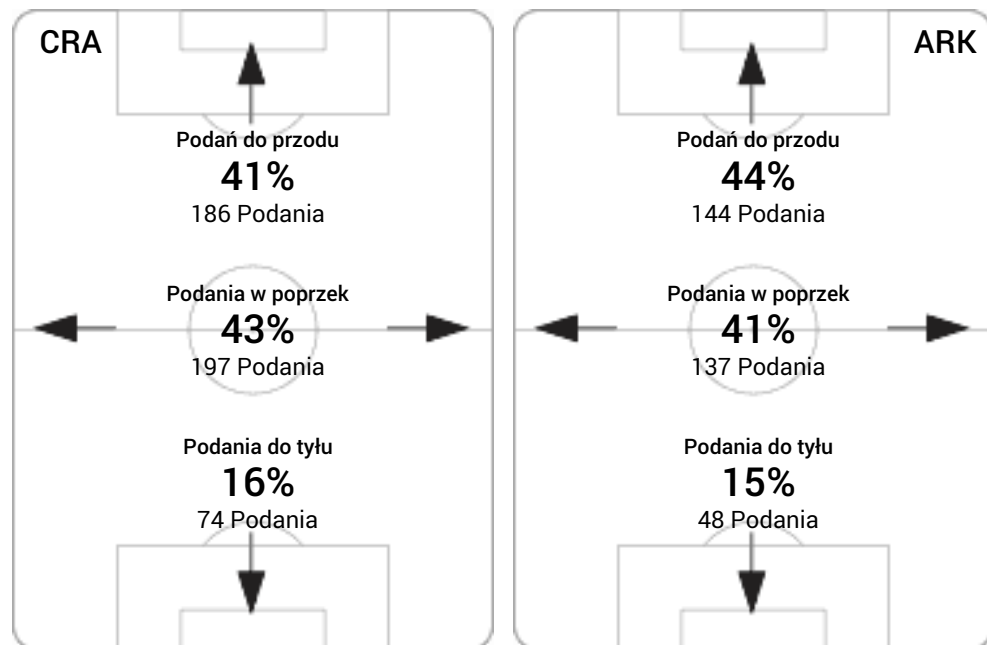 CRA
Podań do przodu
41%
186 Podania
Podania w poprzek
43%
197 Podania
Podania do tyłu
16%
74 Podania
ARK
Podań do przodu
44%
144 Podania
Podania w poprzek
41%
137 Podania
Podania do tyłu
15%
48 Podania